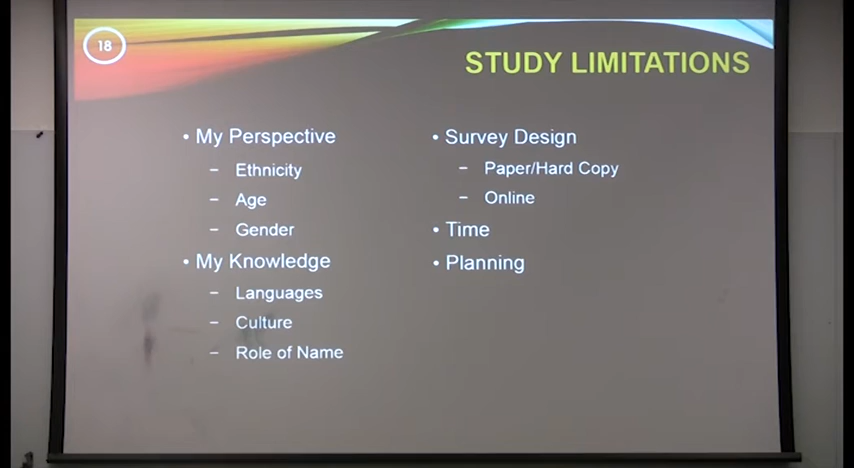 18
STUDY LIMITATIONS
• My Perspective
– Ethnicity
– Age
– Gender
• My Knowledge
– Languages
– Culture
– Role of Name
• Survey Design
– Paper/Hard Copy
– Online
• Time
• Planning